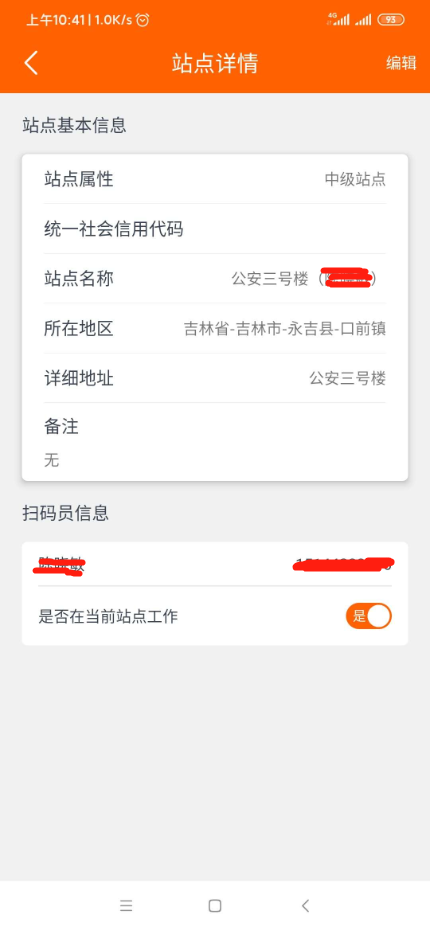 上午10:41 | 1.0K/s
4G
93
站点详情
编辑
站点基本信息
站点属性
中级站点
统一社会信用代码
站点名称
公安三号楼（ ）
所在地区
吉林省-吉林市-永吉县-口前镇
详细地址
公安三号楼
备注
无
扫码员信息
是否在当前站点工作
是